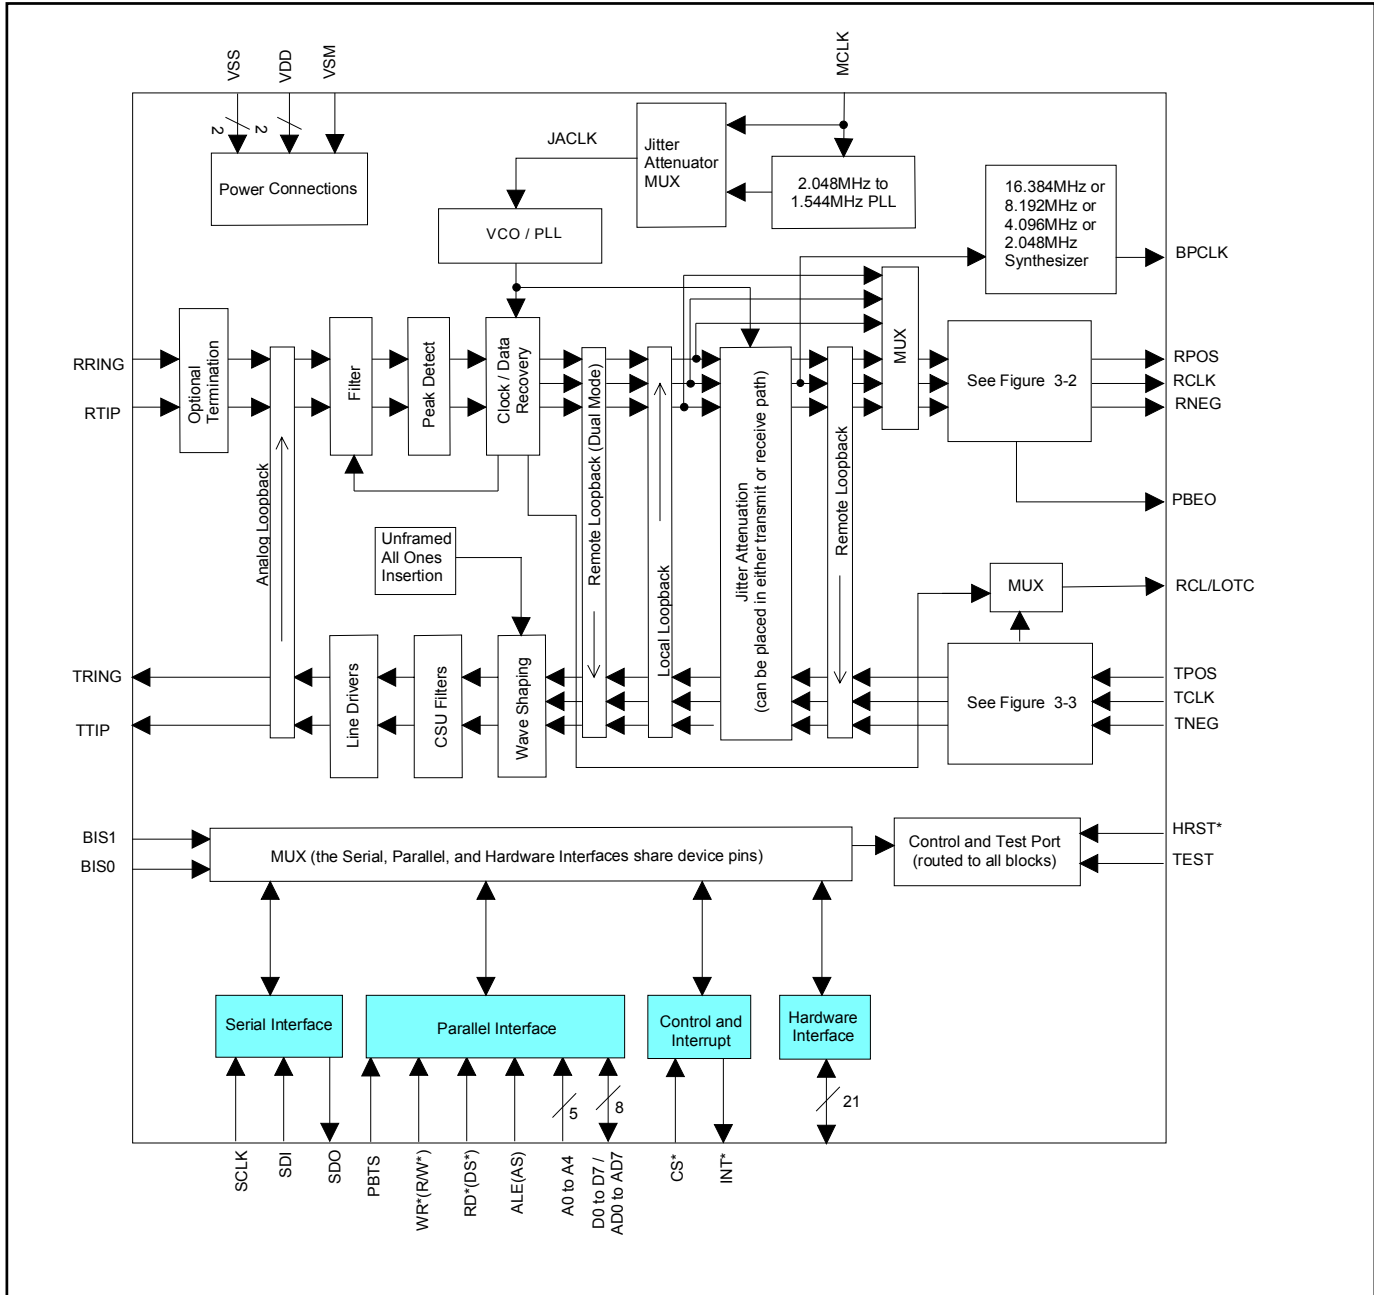 VSS
VDD
VSM
MCLK
2
2
Power Connections
JACLK
Jitter
Attenuator
MUX
2.048MHz to
1.544MHz PLL
16.384MHz or
8.192MHz or
4.096MHz or
2.048MHz
Synthesizer
VCO / PLL
BPCLK
RRING
RTIP
Optional
Termination
Analog Loopback
Filter
Peak Detect
Clock / Data
Recovery
Remote Loopback (Dual Mode)
Local Loopback
Jitter Attenuation
(can be placed in either transmit or receive path)
Remote Loopback
MUX
See Figure 3-2
RPOS
RCLK
RNEG
PBEO
Unframed
All Ones
Insertion
MUX
RCL/LOTC
TRING
TTIP
Line Drivers
CSU Filters
Wave Shaping
See Figure 3-3
TPOS
TCLK
TNEG
BIS1
BIS0
MUX (the Serial, Parallel, and Hardware Interfaces share device pins)
Control and Test Port
(routed to all blocks)
HRST*
TEST
Serial Interface
Parallel Interface
Control and
Interrupt
Hardware
Interface
5
8
21
SCLK
SDI
SDO
PBTS
WR*(R/W*)
RD*(DS*)
ALE(AS)
A0 to A4
D0 to D7 /
AD0 to AD7
CS*
INT*